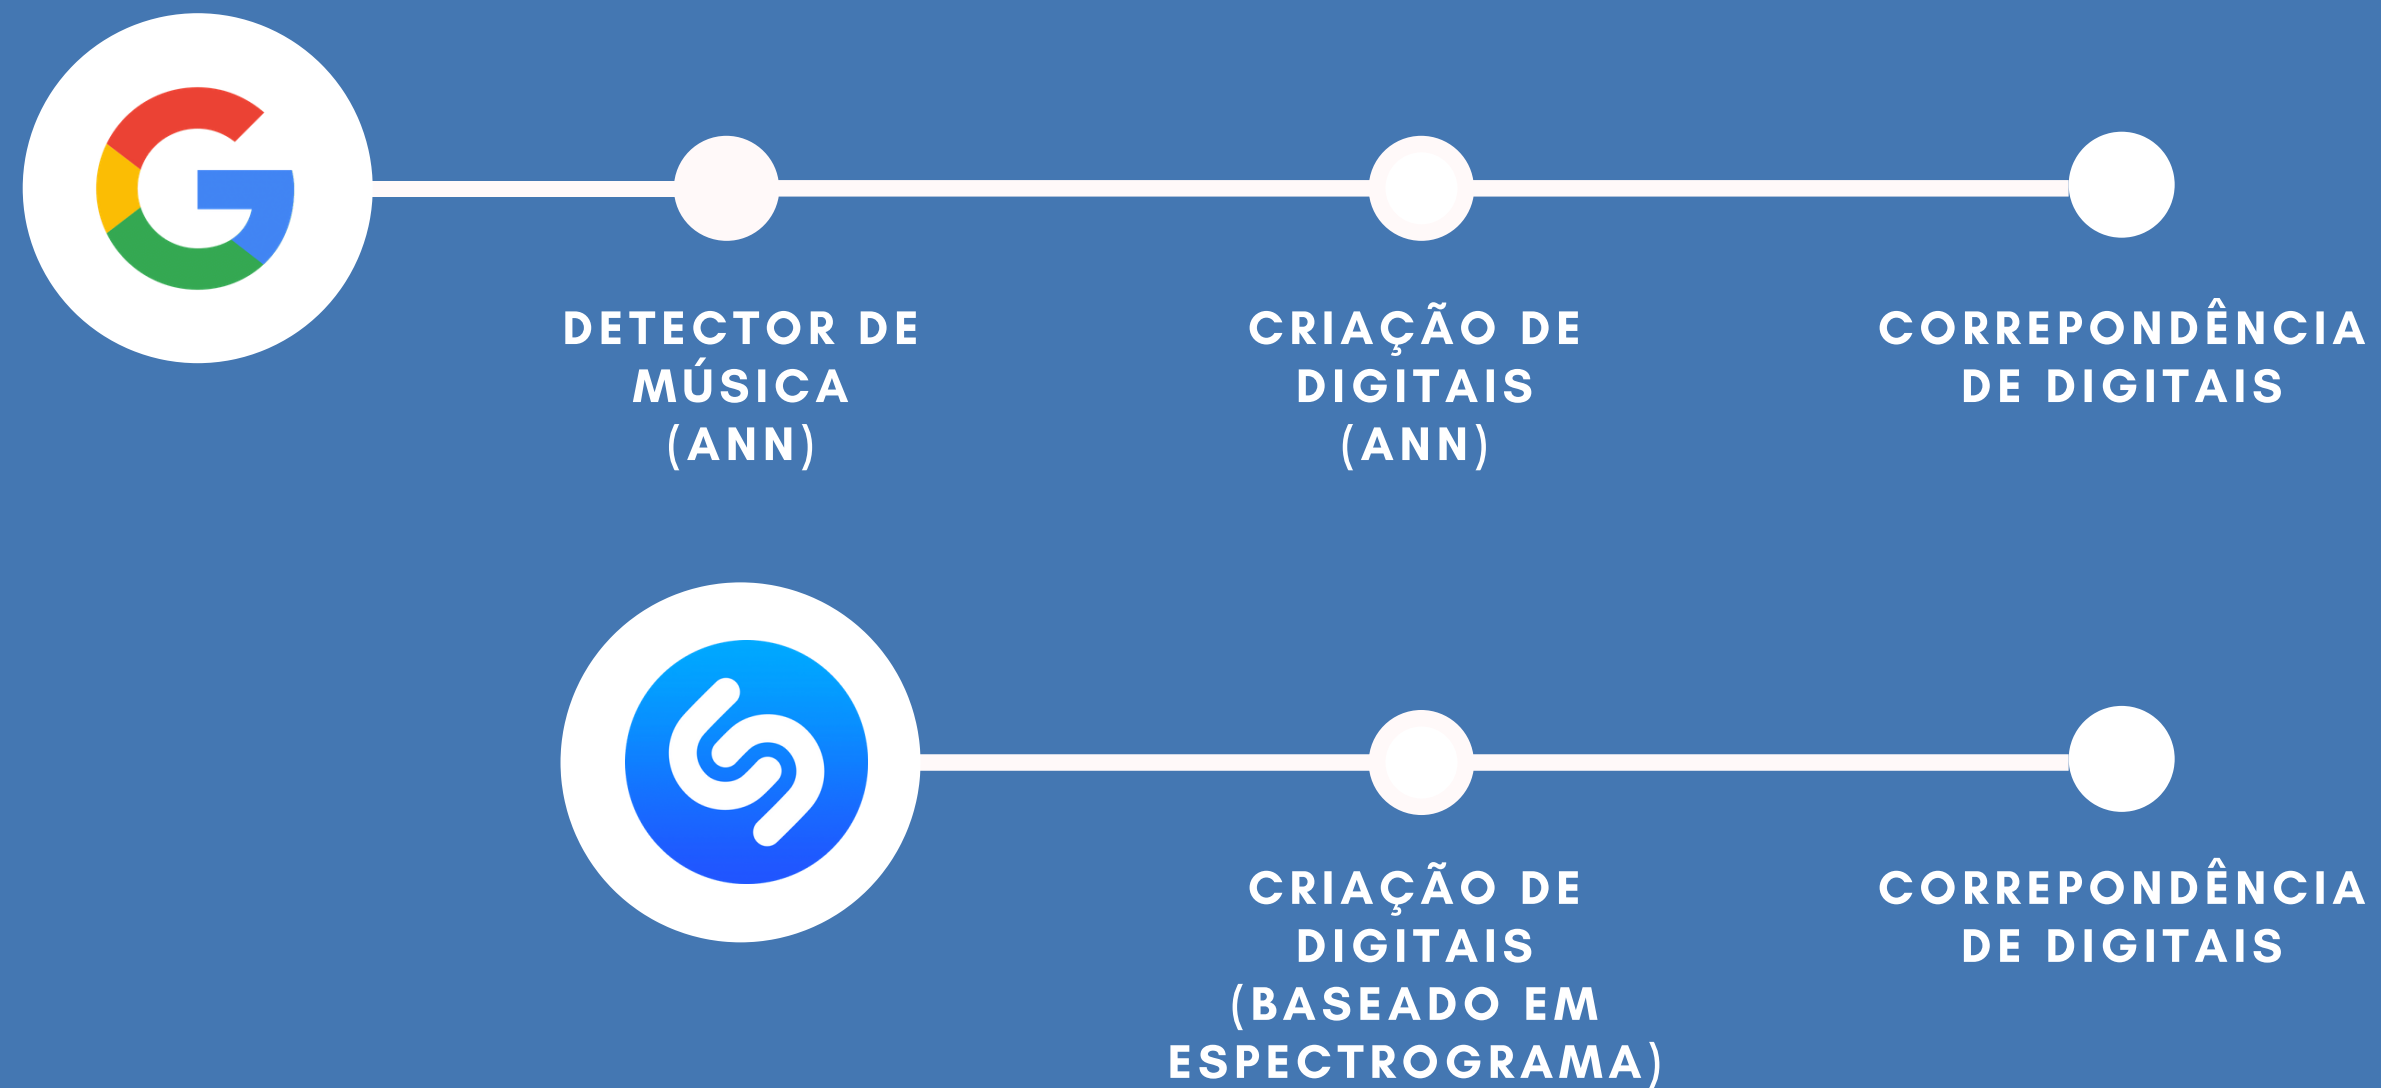 DETECTOR DE
MÚSICA
(ANN)
CRIAÇÃO DE
DIGITAIS
(ANN)
CORREPONDÊNCIA
DE DIGITAIS
CRIAÇÃO DE
DIGITAIS
(BASEADO EM
ESPECTROGRAMA)
CORREPONDÊNCIA
DE DIGITAIS